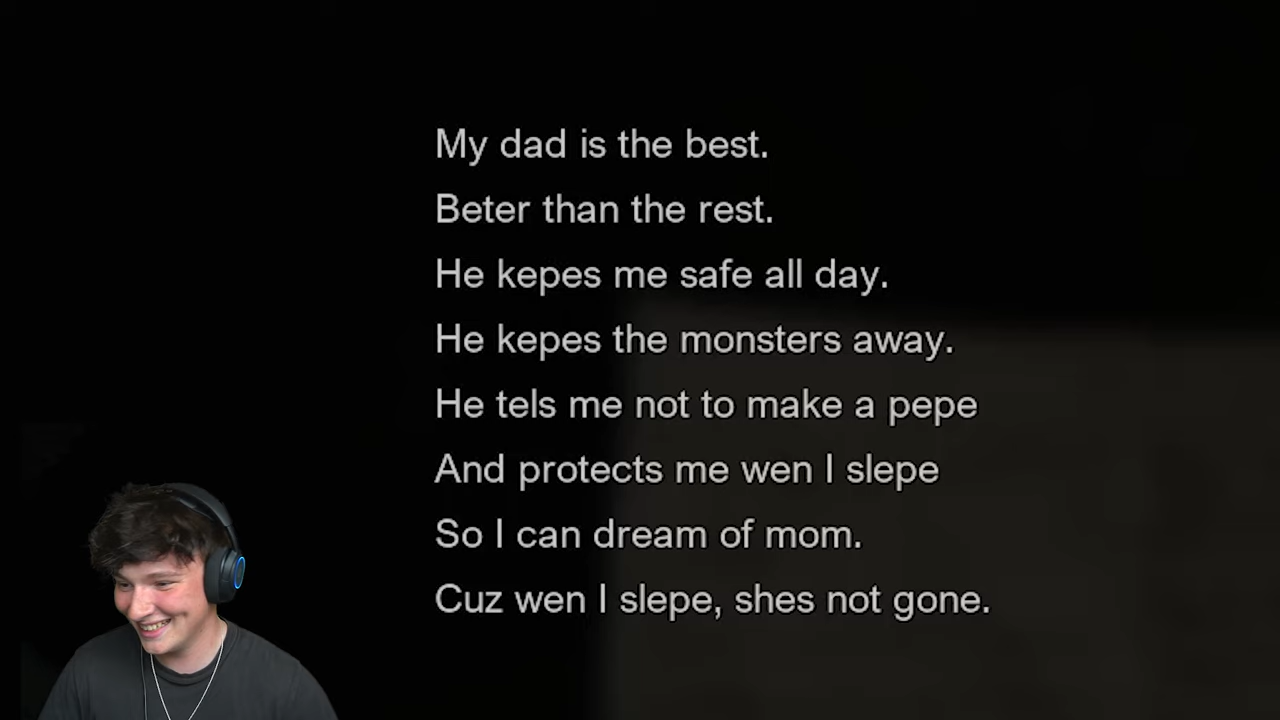 My dad is the best.
Beter than the rest.
He kepes me safe all day.
He kepes the monsters away.
He tels me not to make a pepe
And protects me wen I slepe
So I can dream of mom.
Cuz wen I slepe, shes not gone.